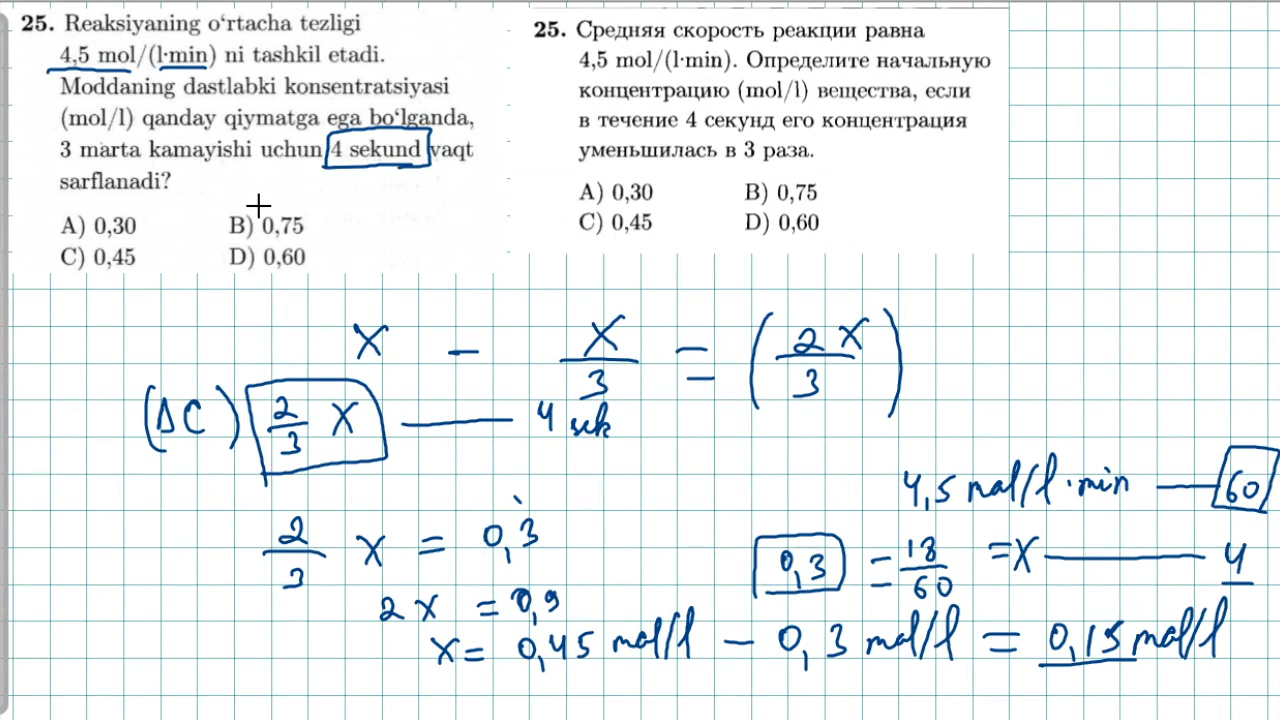 25. Reaksiyaning o‘rtacha tezligi
4,5 mol/(l·min) ni tashkil etadi.
Moddaning dastlabki konsentratsiyasi
(mol/l) qanday qiymatga ega bo‘lganda,
3 marta kamayishi uchun 4 sekund vaqt
sarflanadi?
A) 0,30 B) 0,75
C) 0,45 D) 0,60
25. Средняя скорость реакции равна
4,5 mol/(l·min). Определите начальную
концентрацию (mol/l) вещества, если
в течение 4 секунд его концентрация
уменьшилась в 3 раза.
A) 0,30 B) 0,75
C) 0,45 D) 0,60
x − x/3 = (2x/3)
(ΔC) 2/3 x — 4 sek
4,5 mol/l·min — 60
2/3 x = 0,3
0,3 = 18/60 = x — 4
2x = 0,9
x = 0,45 mol/l − 0,3 mol/l = 0,15 mol/l